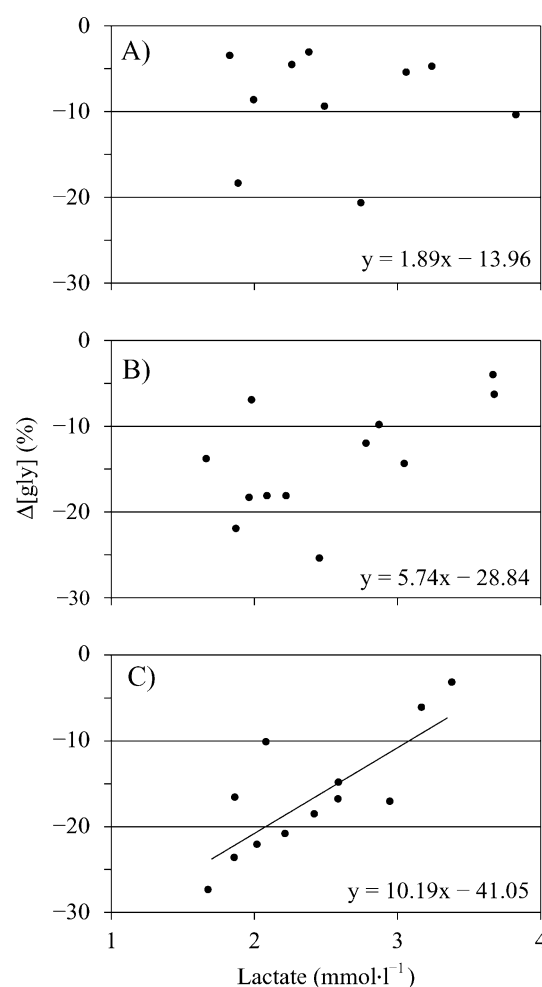 0
A)
−10
−20
y = 1.89x − 13.96
−30
0
B)
−10
Δ[gly] (%)
−20
y = 5.74x − 28.84
−30
0
C)
−10
−20
y = 10.19x − 41.05
−30
1 2 3 4
Lactate (mmol·l⁻¹)